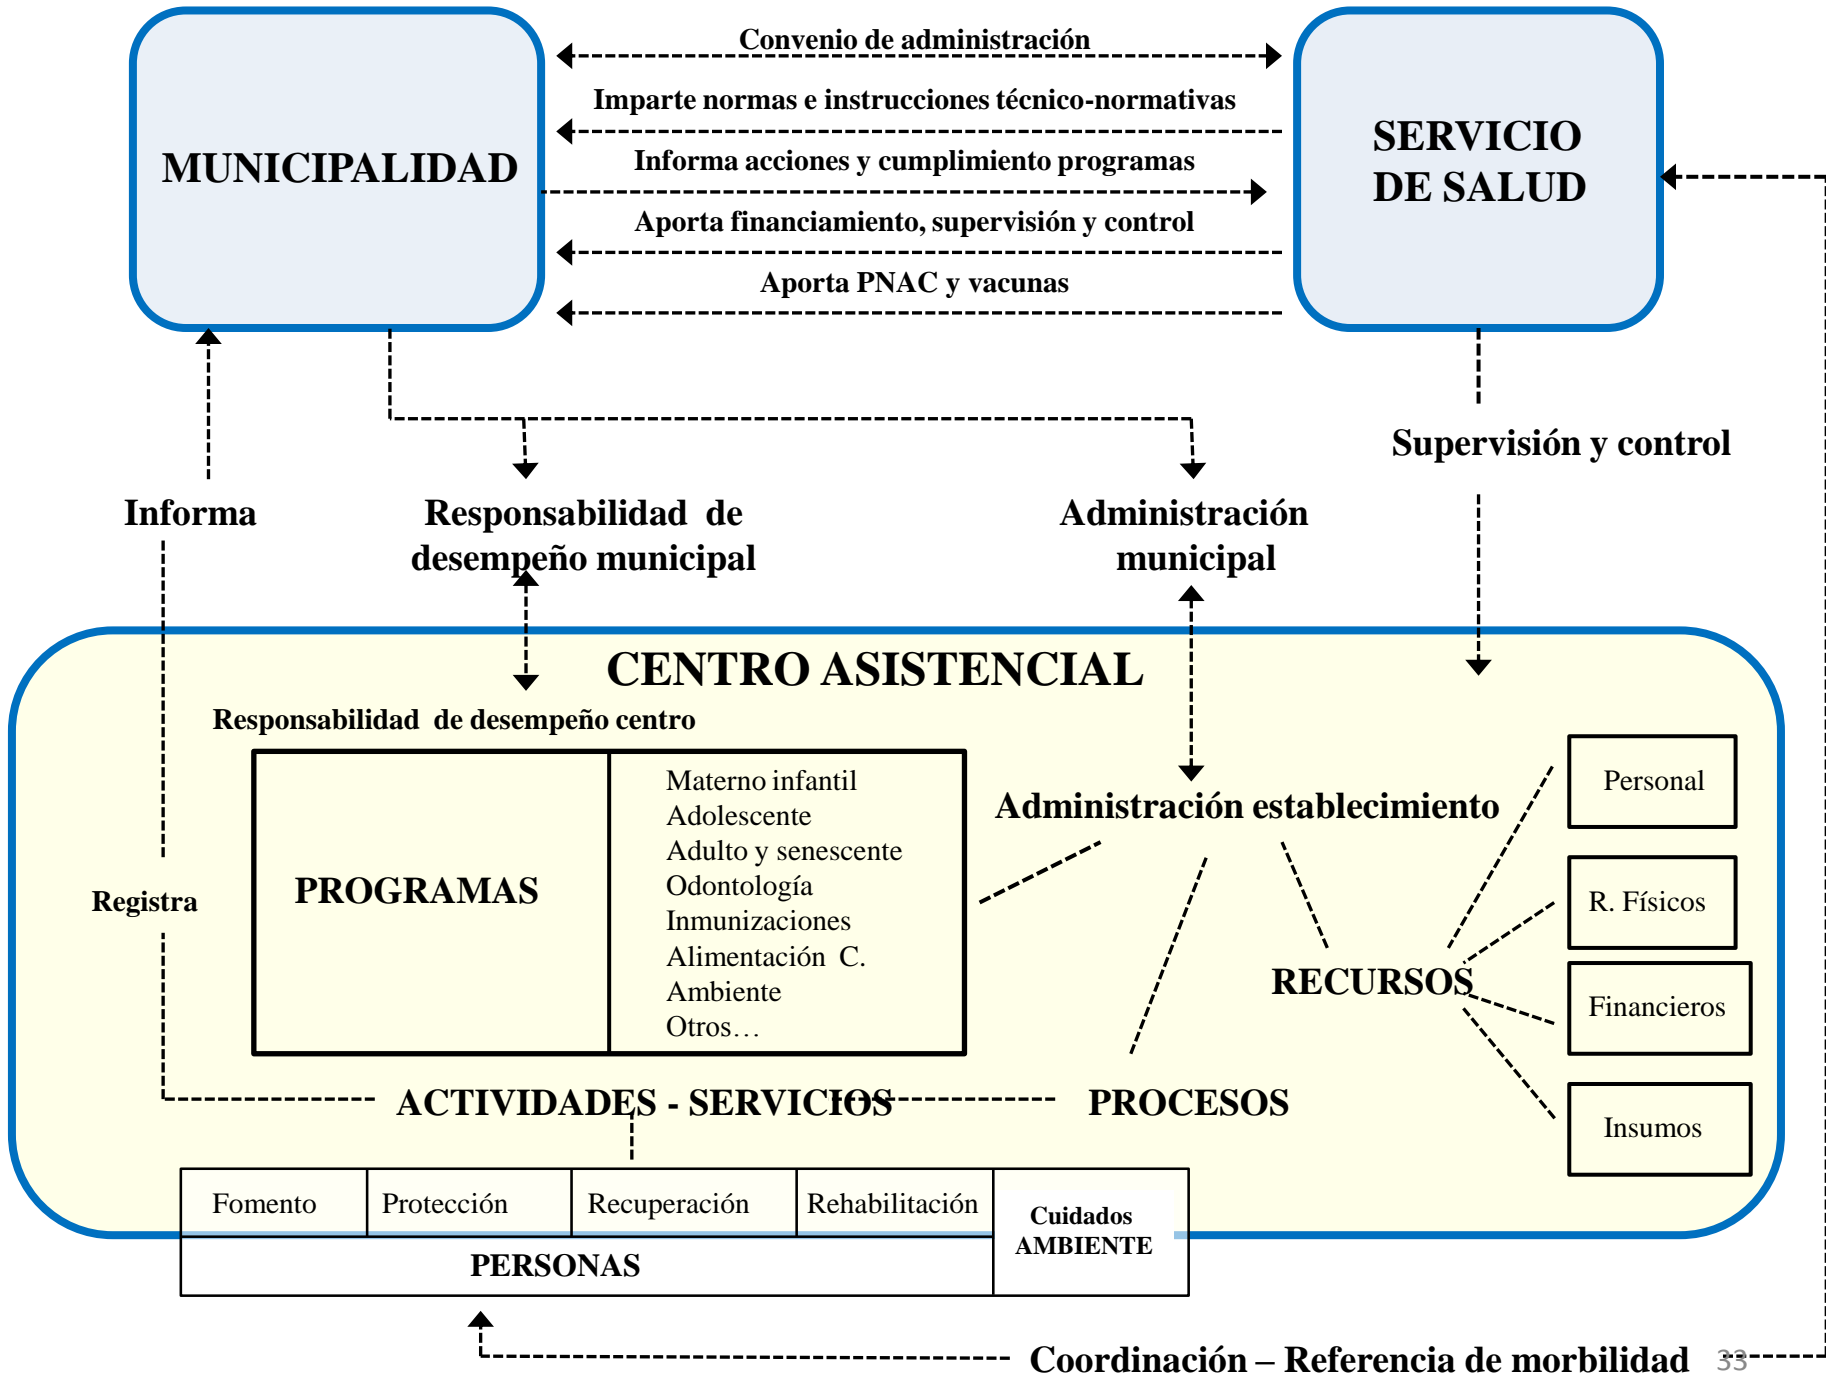 Convenio de administración
Imparte normas e instrucciones técnico-normativas
MUNICIPALIDAD
Informa acciones y cumplimiento programas
SERVICIO
DE SALUD
Aporta financiamiento, supervisión y control
Aporta PNAC y vacunas
Supervisión y control
Informa
Responsabilidad de
desempeño municipal
Administración
municipal
CENTRO ASISTENCIAL
Responsabilidad de desempeño centro
PROGRAMAS
Materno infantil
Adolescente
Adulto y senescente
Odontología
Inmunizaciones
Alimentación C.
Ambiente
Otros…
Administración establecimiento
Personal
R. Físicos
Financieros
Insumos
RECURSOS
Registra
ACTIVIDADES - SERVICIOS
PROCESOS
Fomento
Protección
Recuperación
Rehabilitación
Cuidados
AMBIENTE
PERSONAS
Coordinación – Referencia de morbilidad
33